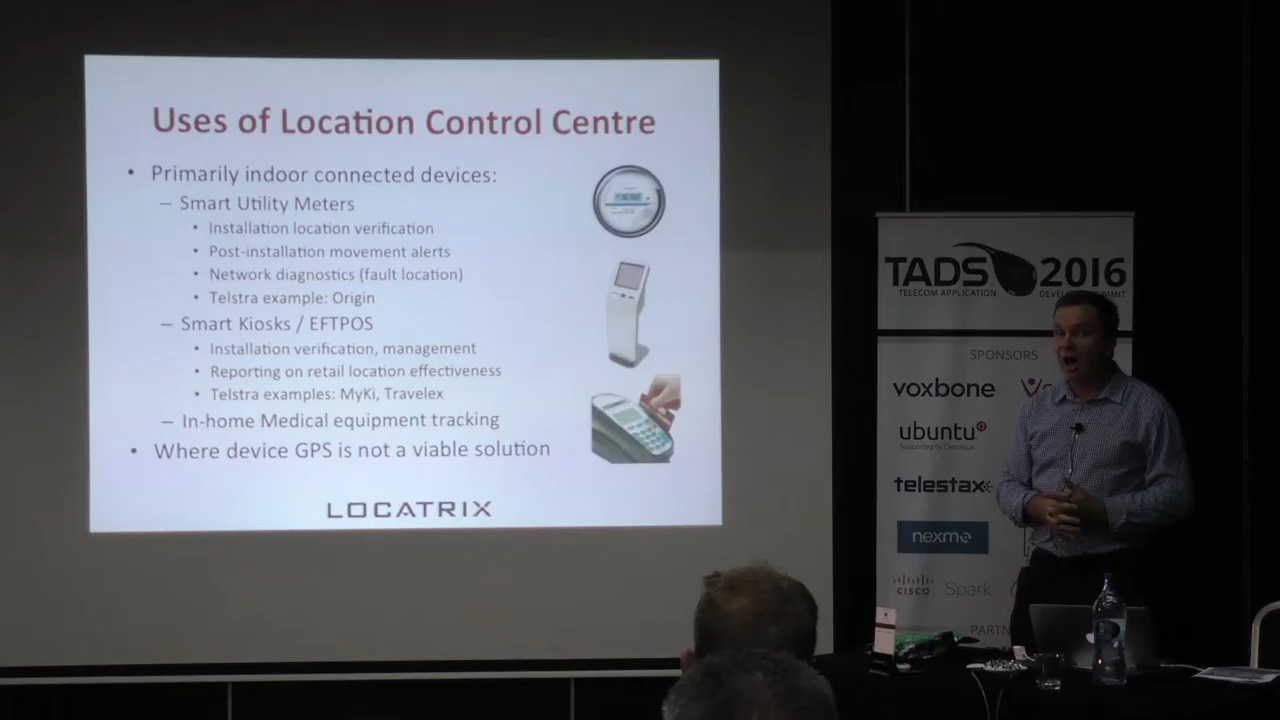 Uses of Location Control Centre
• Primarily indoor connected devices:
– Smart Utility Meters
• Installation location verification
• Post-installation movement alerts
• Network diagnostics (fault location)
• Telstra example: Origin
– Smart Kiosks / EFTPOS
• Installation verification, management
• Reporting on retail location effectiveness
• Telstra examples: MyKi, Travelex
– In-home Medical equipment tracking
• Where device GPS is not a viable solution
LOCATRIX
TADS 2016
TELECOM APPLICATION
SPONSORS
voxbone
ubuntu
Supported by Canonical
telestax
nexmo
cisco Spark